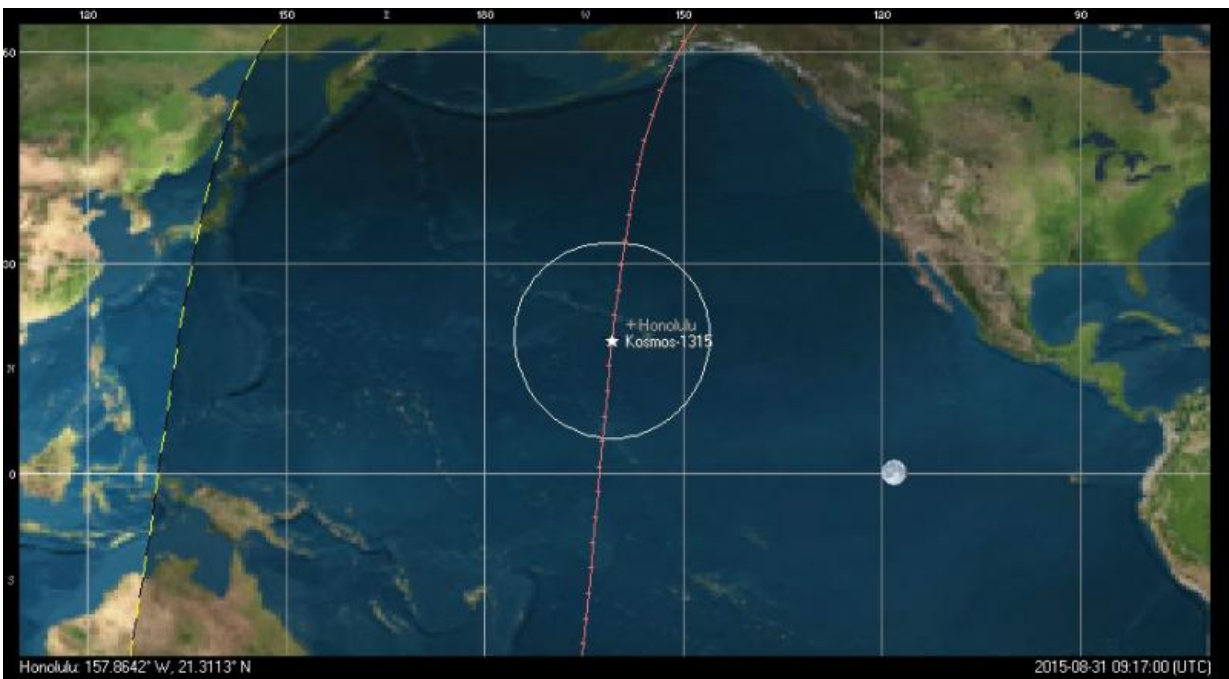 120 150 E 180 W 150 120 90
60
30
N
+Honolulu
Kosmos-1315
0
S
Honolulu: 157.8642° W, 21.3113° N 2015-08-31 09:17:00 (UTC)